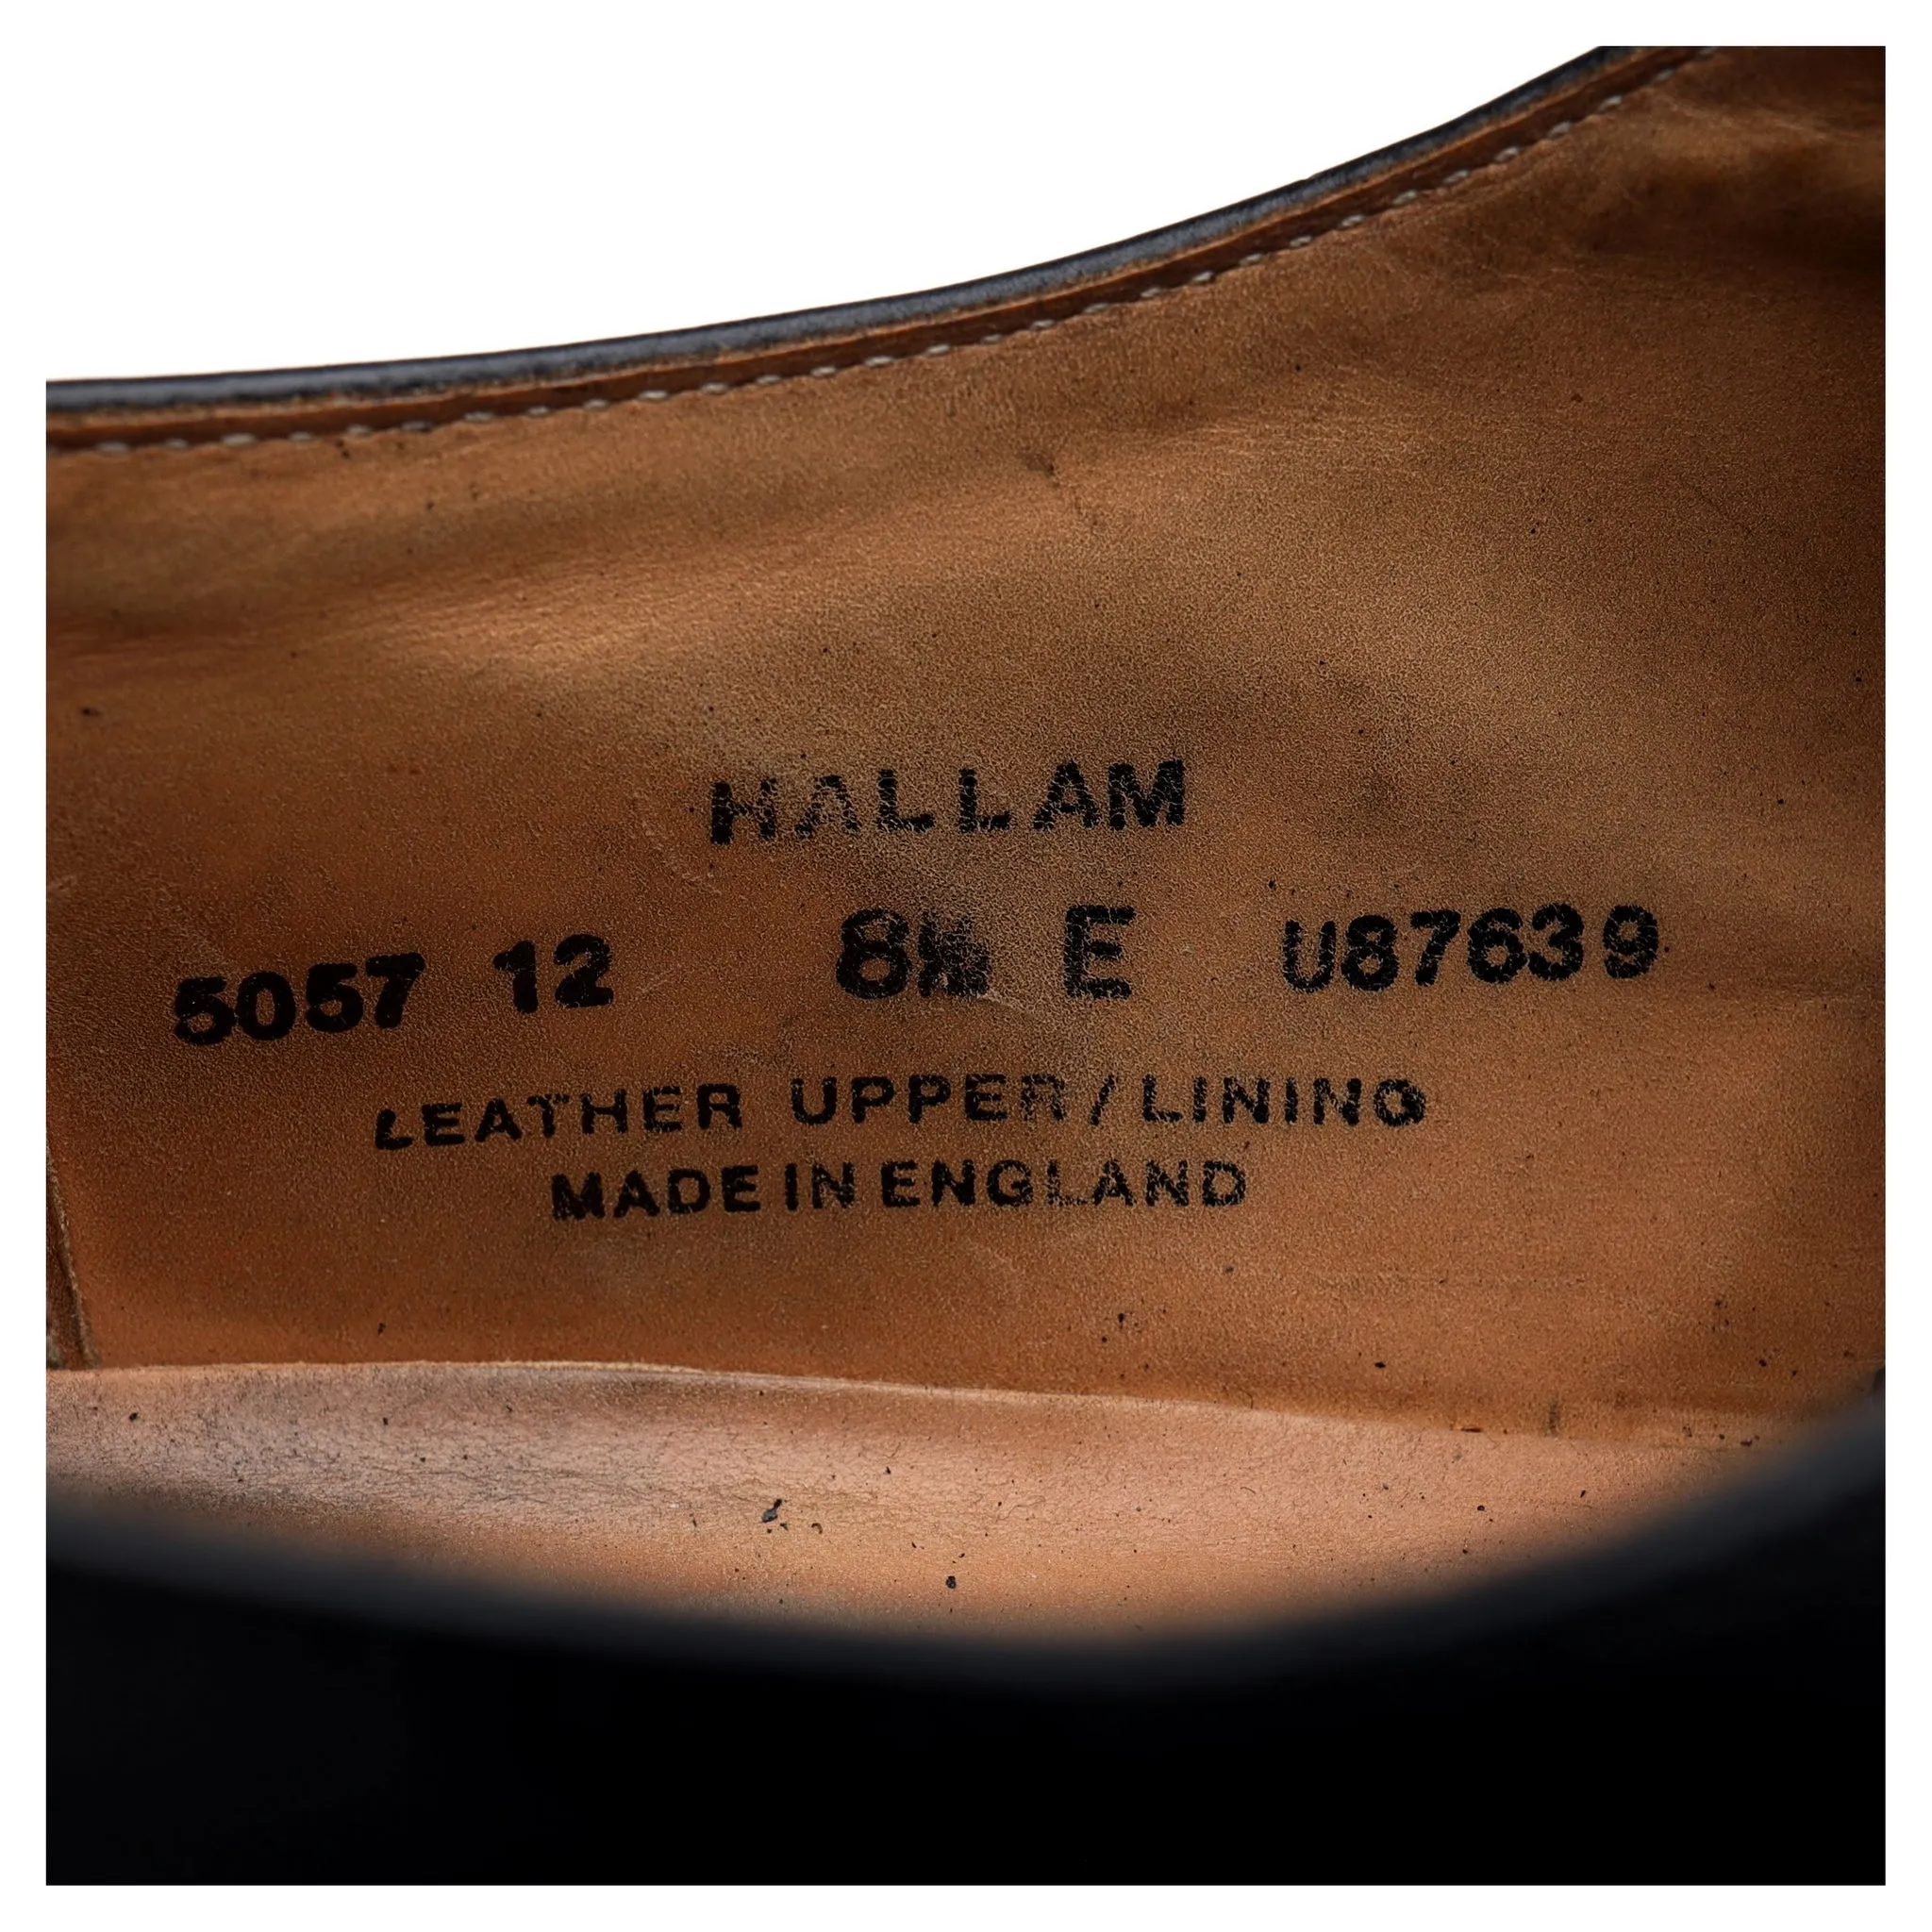 HALLAM
5057 12 8½ E U87639
LEATHER UPPER/LINING
MADE IN ENGLAND